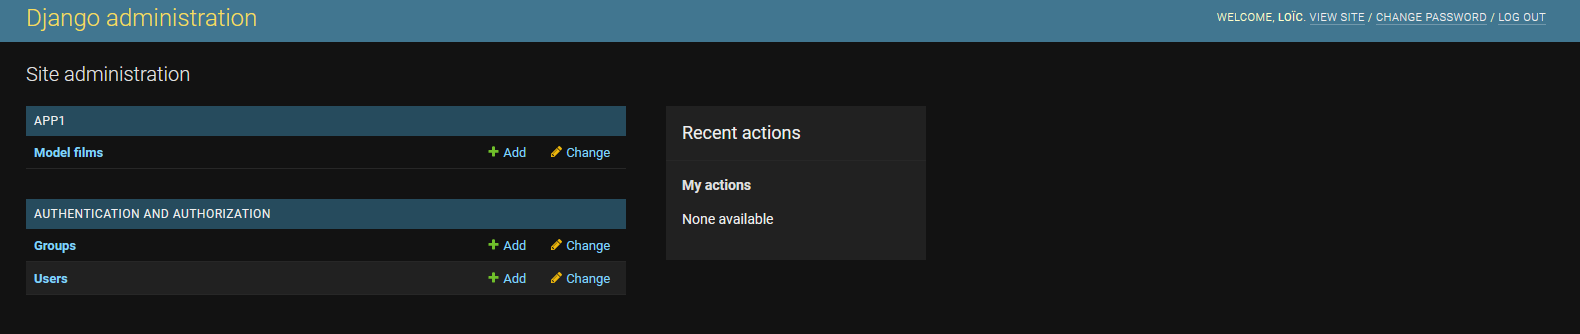 Django administration
WELCOME, LOÏC. VIEW SITE / CHANGE PASSWORD / LOG OUT
Site administration
APP1
Model films Add Change
AUTHENTICATION AND AUTHORIZATION
Groups Add Change
Users Add Change
Recent actions
My actions
None available